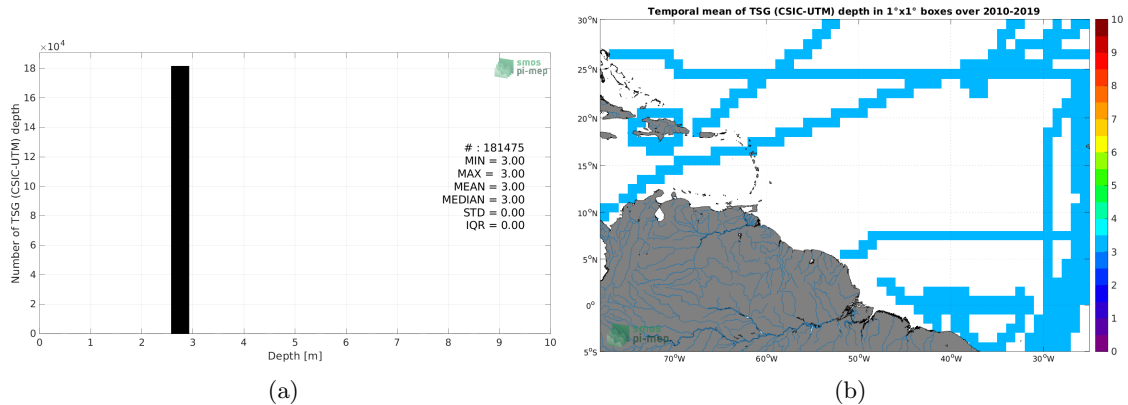 ×10⁴
18
16
14
12
10
8
6
4
2
0
Number of TSG (CSIC-UTM) depth
smos
pi-mep
# : 181475
MIN = 3.00
MAX = 3.00
MEAN = 3.00
MEDIAN = 3.00
STD = 0.00
IQR = 0.00
0 1 2 3 4 5 6 7 8 9 10
Depth [m]
(a)
Temporal mean of TSG (CSIC-UTM) depth in 1°x1° boxes over 2010-2019
30°N
25°N
20°N
15°N
10°N
5°N
0°
5°S
smos
pi-mep
70°W 60°W 50°W 40°W 30°W
10
9
8
7
6
5
4
3
2
1
0
(b)